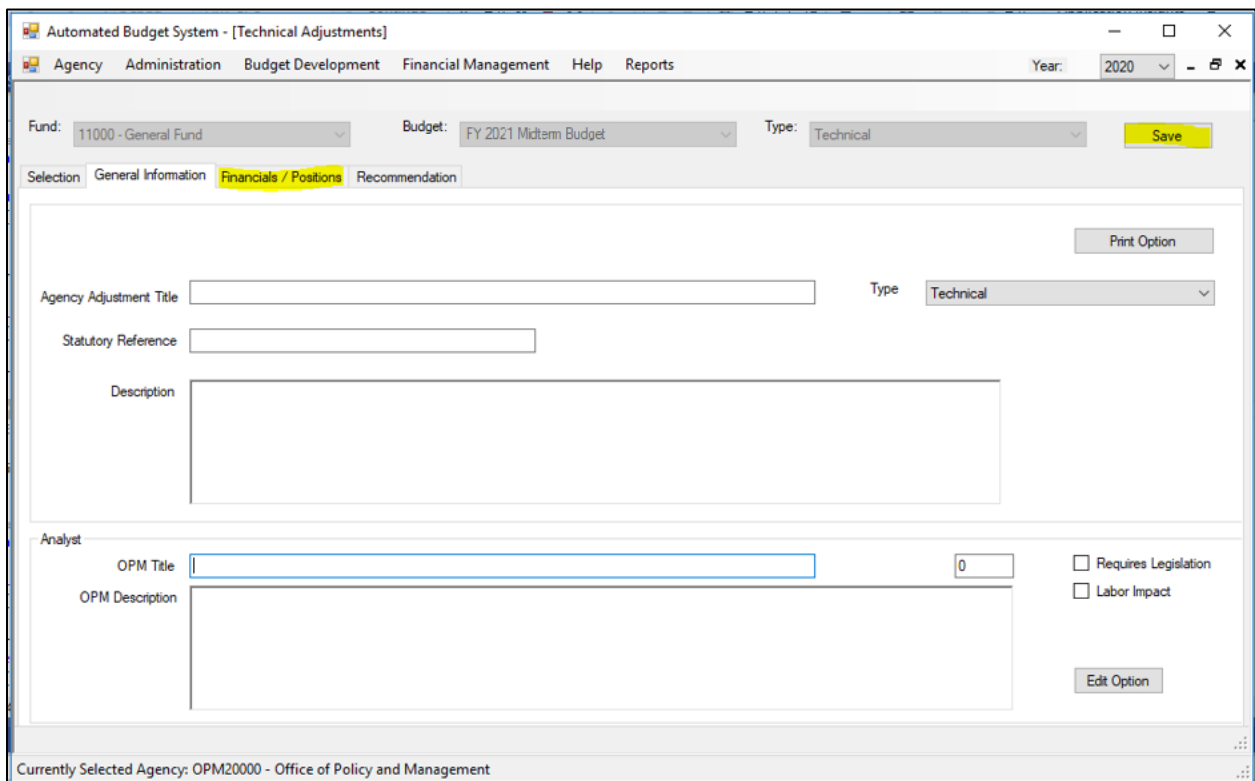 Automated Budget System - [Technical Adjustments]
Agency Administration Budget Development Financial Management Help Reports Year: 2020
Fund: 11000 - General Fund Budget: FY 2021 Midterm Budget Type: Technical Save
Selection General Information Financials / Positions Recommendation
Print Option
Agency Adjustment Title Type Technical
Statutory Reference
Description
Analyst
OPM Title 0 Requires Legislation
OPM Description Labor Impact
Edit Option
Currently Selected Agency: OPM20000 - Office of Policy and Management